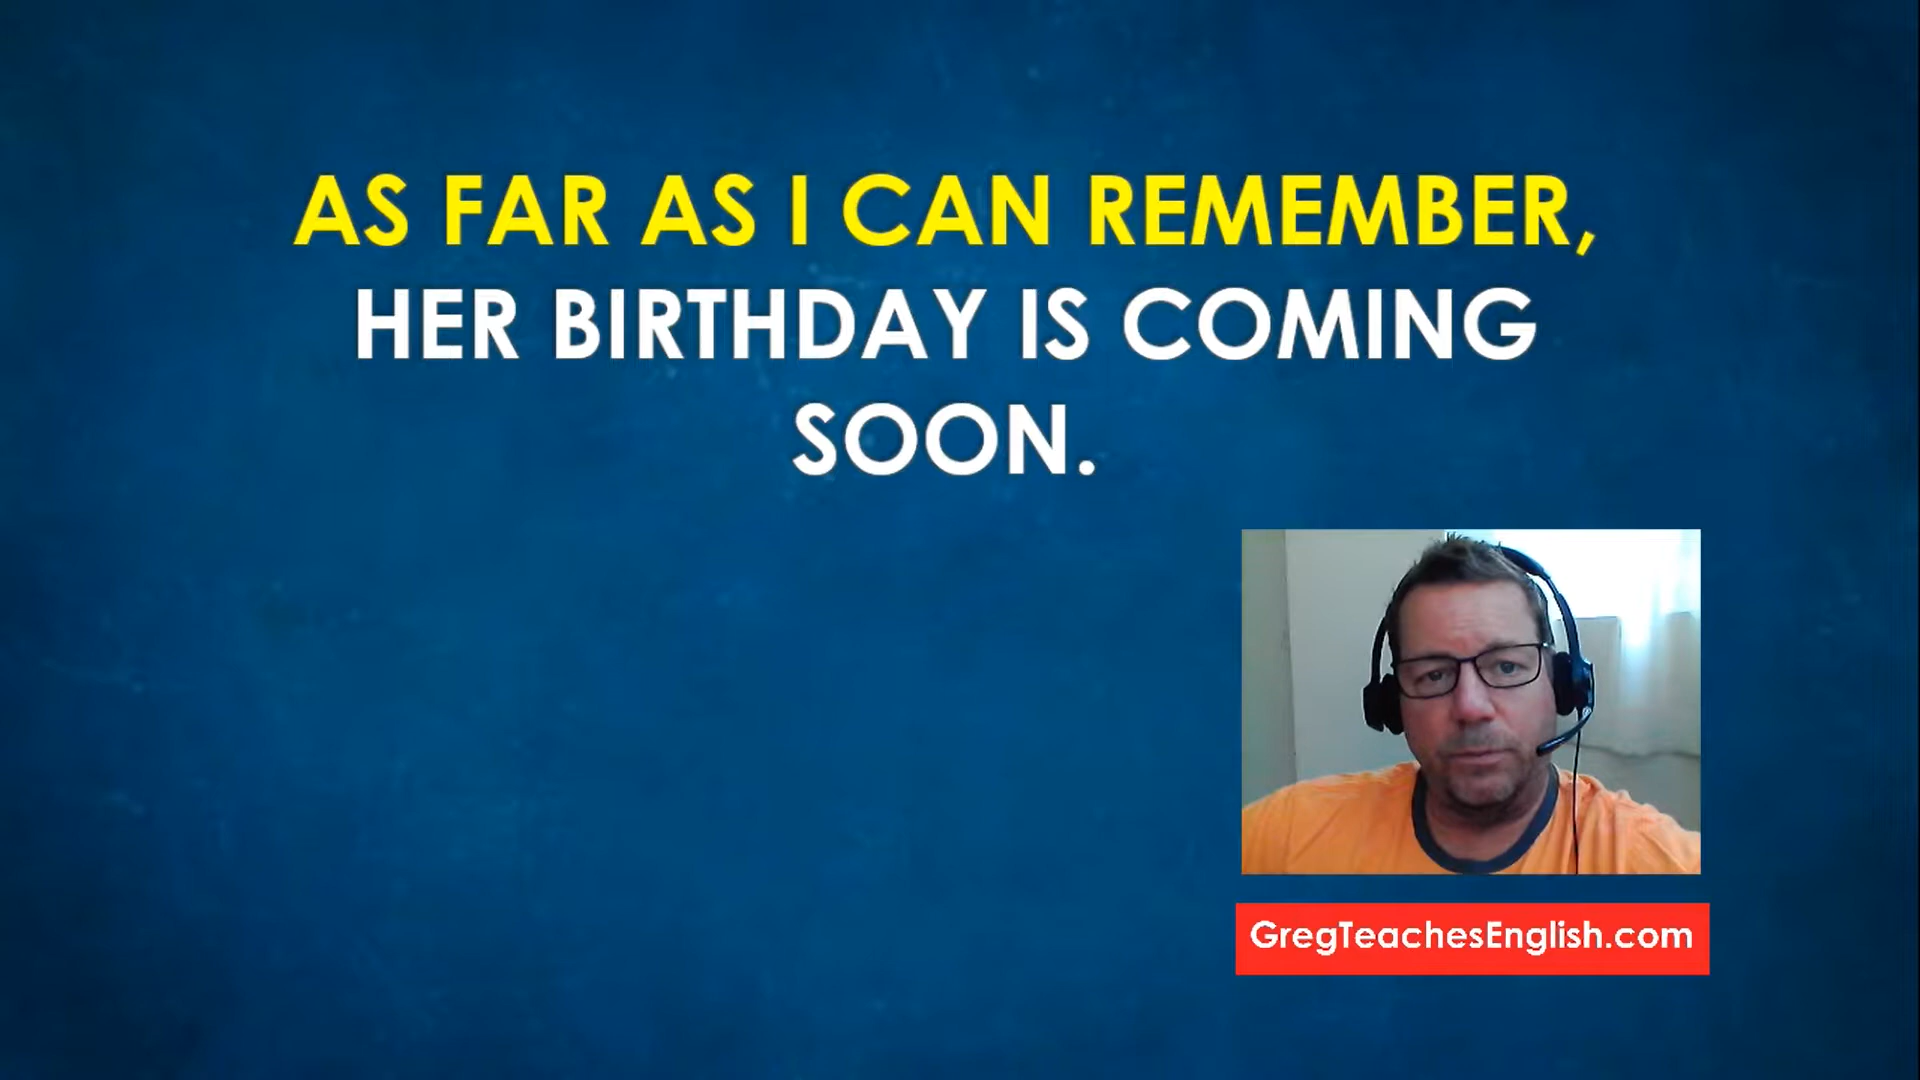 AS FAR AS I CAN REMEMBER,
HER BIRTHDAY IS COMING
SOON.
GregTeachesEnglish.com